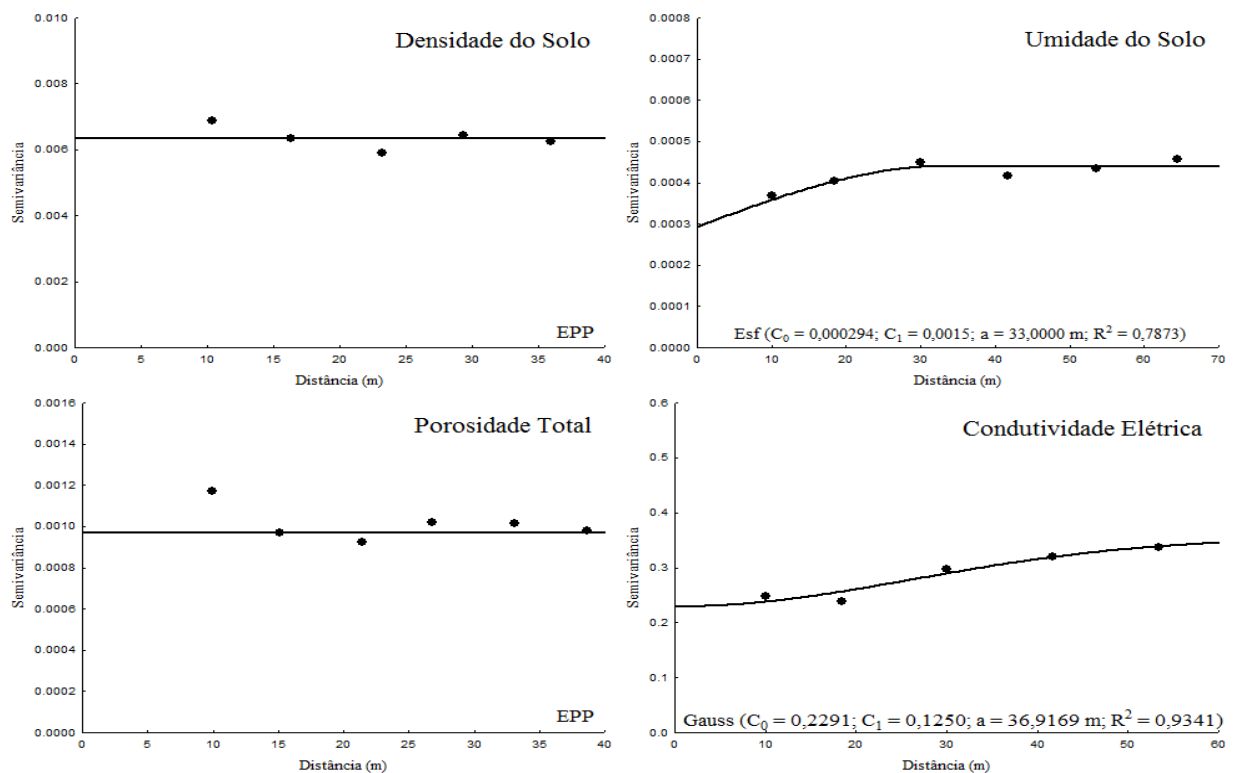 Densidade do Solo
0.010
0.008
0.006
0.004
0.002
0.000
Semivariância
EPP
0 5 10 15 20 25 30 35 40
Distância (m)
Umidade do Solo
0.0008
0.0007
0.0006
0.0005
0.0004
0.0003
0.0002
0.0001
0.0000
Semivariância
Esf (C₀ = 0,000294; C₁ = 0,0015; a = 33,0000 m; R² = 0,7873)
0 10 20 30 40 50 60 70
Distância (m)
Porosidade Total
0.0016
0.0014
0.0012
0.0010
0.0008
0.0006
0.0004
0.0002
0.0000
Semivariância
EPP
0 5 10 15 20 25 30 35 40
Distância (m)
Condutividade Elétrica
0.6
0.5
0.4
0.3
0.2
0.1
0.0
Semivariância
Gauss (C₀ = 0,2291; C₁ = 0,1250; a = 36,9169 m; R² = 0,9341)
0 10 20 30 40 50 60
Distância (m)